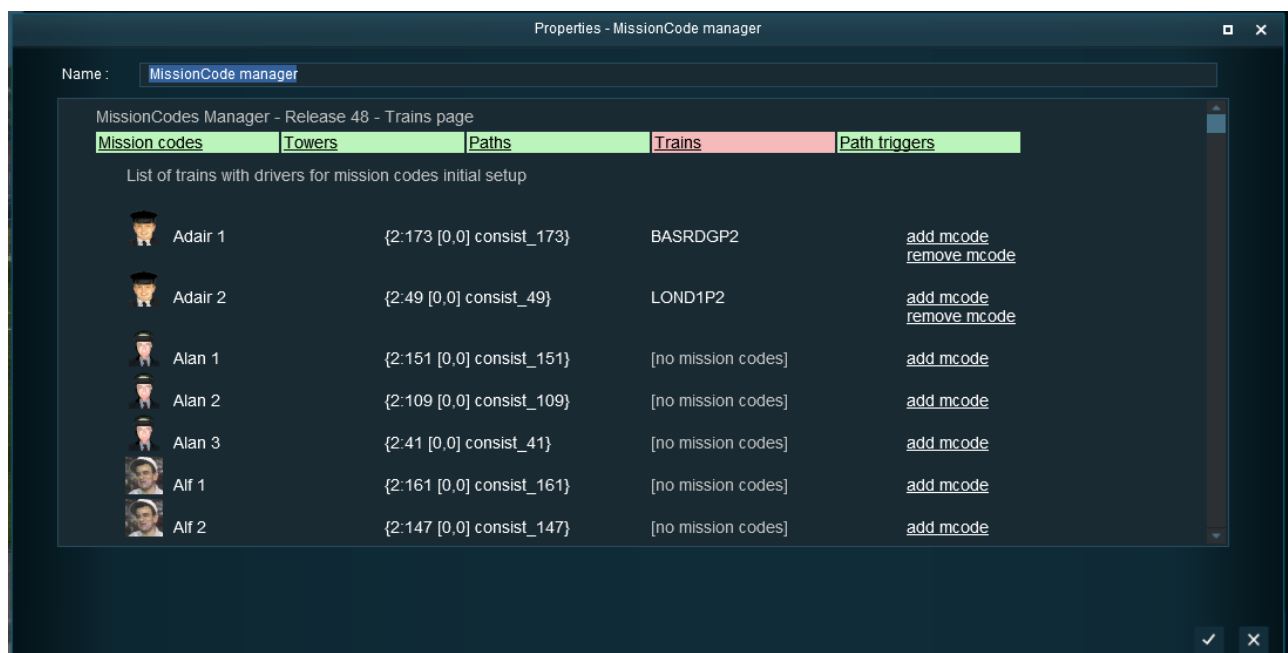 Properties - MissionCode manager
Name : MissionCode manager
MissionCodes Manager - Release 48 - Trains page
Mission codes Towers Paths Trains Path triggers
List of trains with drivers for mission codes initial setup
Adair 1 {2:173 [0,0] consist_173} BASRDGP2 add mcode
remove mcode
Adair 2 {2:49 [0,0] consist_49} LOND1P2 add mcode
remove mcode
Alan 1 {2:151 [0,0] consist_151} [no mission codes] add mcode
Alan 2 {2:109 [0,0] consist_109} [no mission codes] add mcode
Alan 3 {2:41 [0,0] consist_41} [no mission codes] add mcode
Alf 1 {2:161 [0,0] consist_161} [no mission codes] add mcode
Alf 2 {2:147 [0,0] consist_147} [no mission codes] add mcode